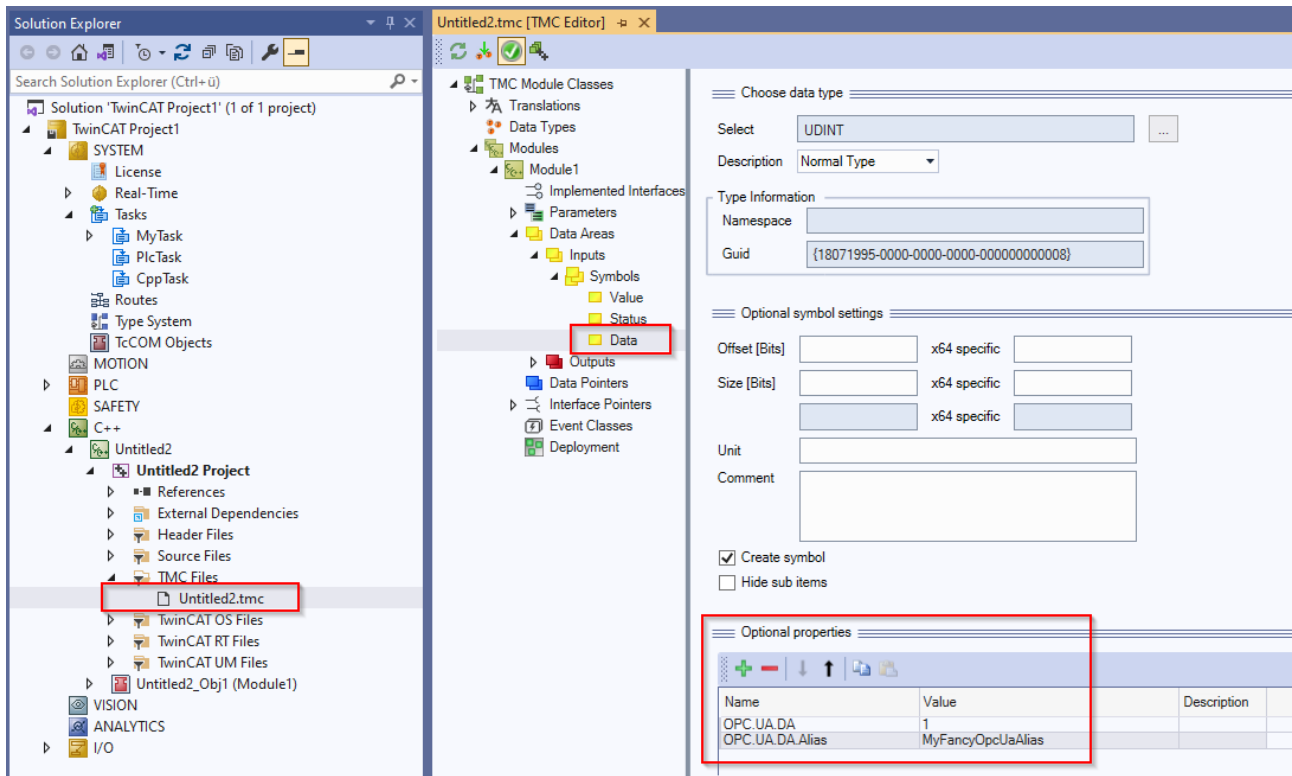 Solution Explorer
Search Solution Explorer (Ctrl+ü)
Solution 'TwinCAT Project1' (1 of 1 project)
TwinCAT Project1
SYSTEM
License
Real-Time
Tasks
MyTask
PlcTask
CppTask
Routes
Type System
TcCOM Objects
MOTION
PLC
SAFETY
C++
Untitled2
Untitled2 Project
References
External Dependencies
Header Files
Source Files
TMC Files
Untitled2.tmc
TwinCAT OS Files
TwinCAT RT Files
TwinCAT UM Files
Untitled2_Obj1 (Module1)
VISION
ANALYTICS
I/O
Untitled2.tmc [TMC Editor]
TMC Module Classes
Translations
Data Types
Modules
Module1
Implemented Interfaces
Parameters
Data Areas
Inputs
Symbols
Value
Status
Data
Outputs
Data Pointers
Interface Pointers
Event Classes
Deployment
Choose data type
Select UDINT ...
Description Normal Type
Type Information
Namespace
Guid {18071995-0000-0000-0000-000000000008}
Optional symbol settings
Offset [Bits] x64 specific
Size [Bits] x64 specific
x64 specific
Unit
Comment
Create symbol
Hide sub items
Optional properties
Name Value Description
OPC.UA.DA 1
OPC.UA.DA.Alias MyFancyOpcUaAlias